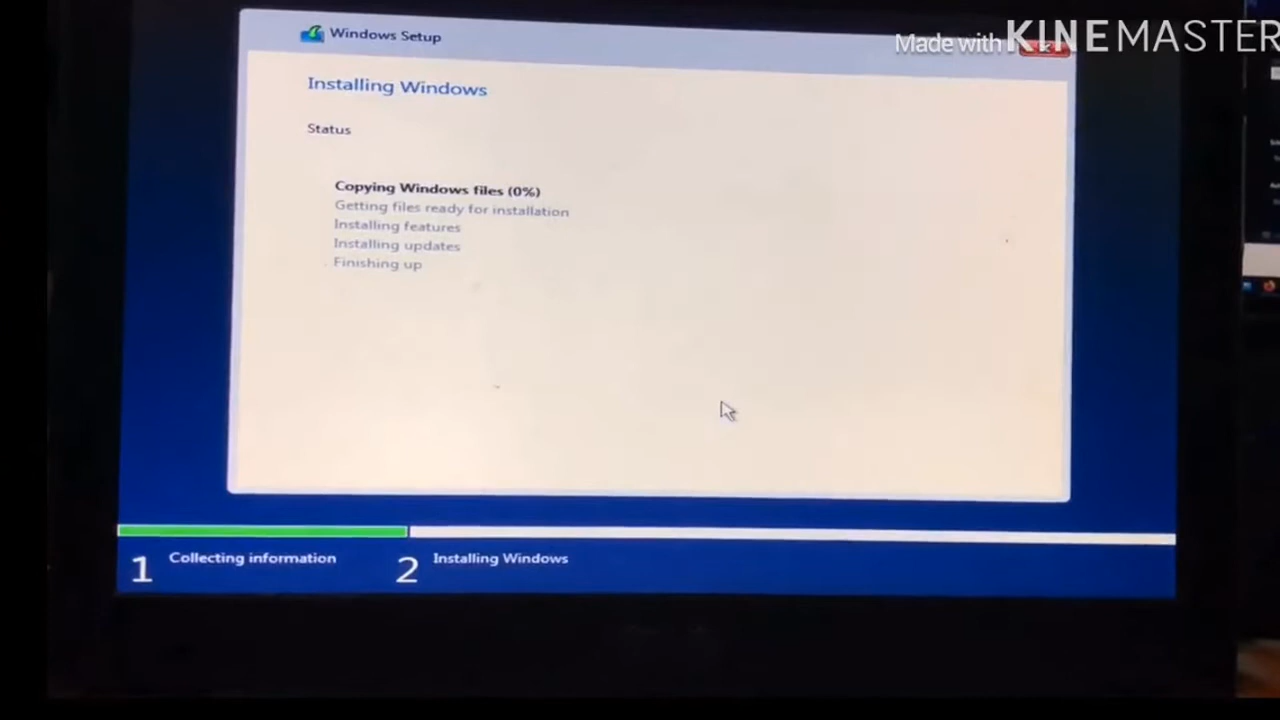 Windows Setup
Made with KINEMASTER
Installing Windows
Status
Copying Windows files (0%)
Getting files ready for installation
Installing features
Installing updates
Finishing up
1 Collecting information
2 Installing Windows